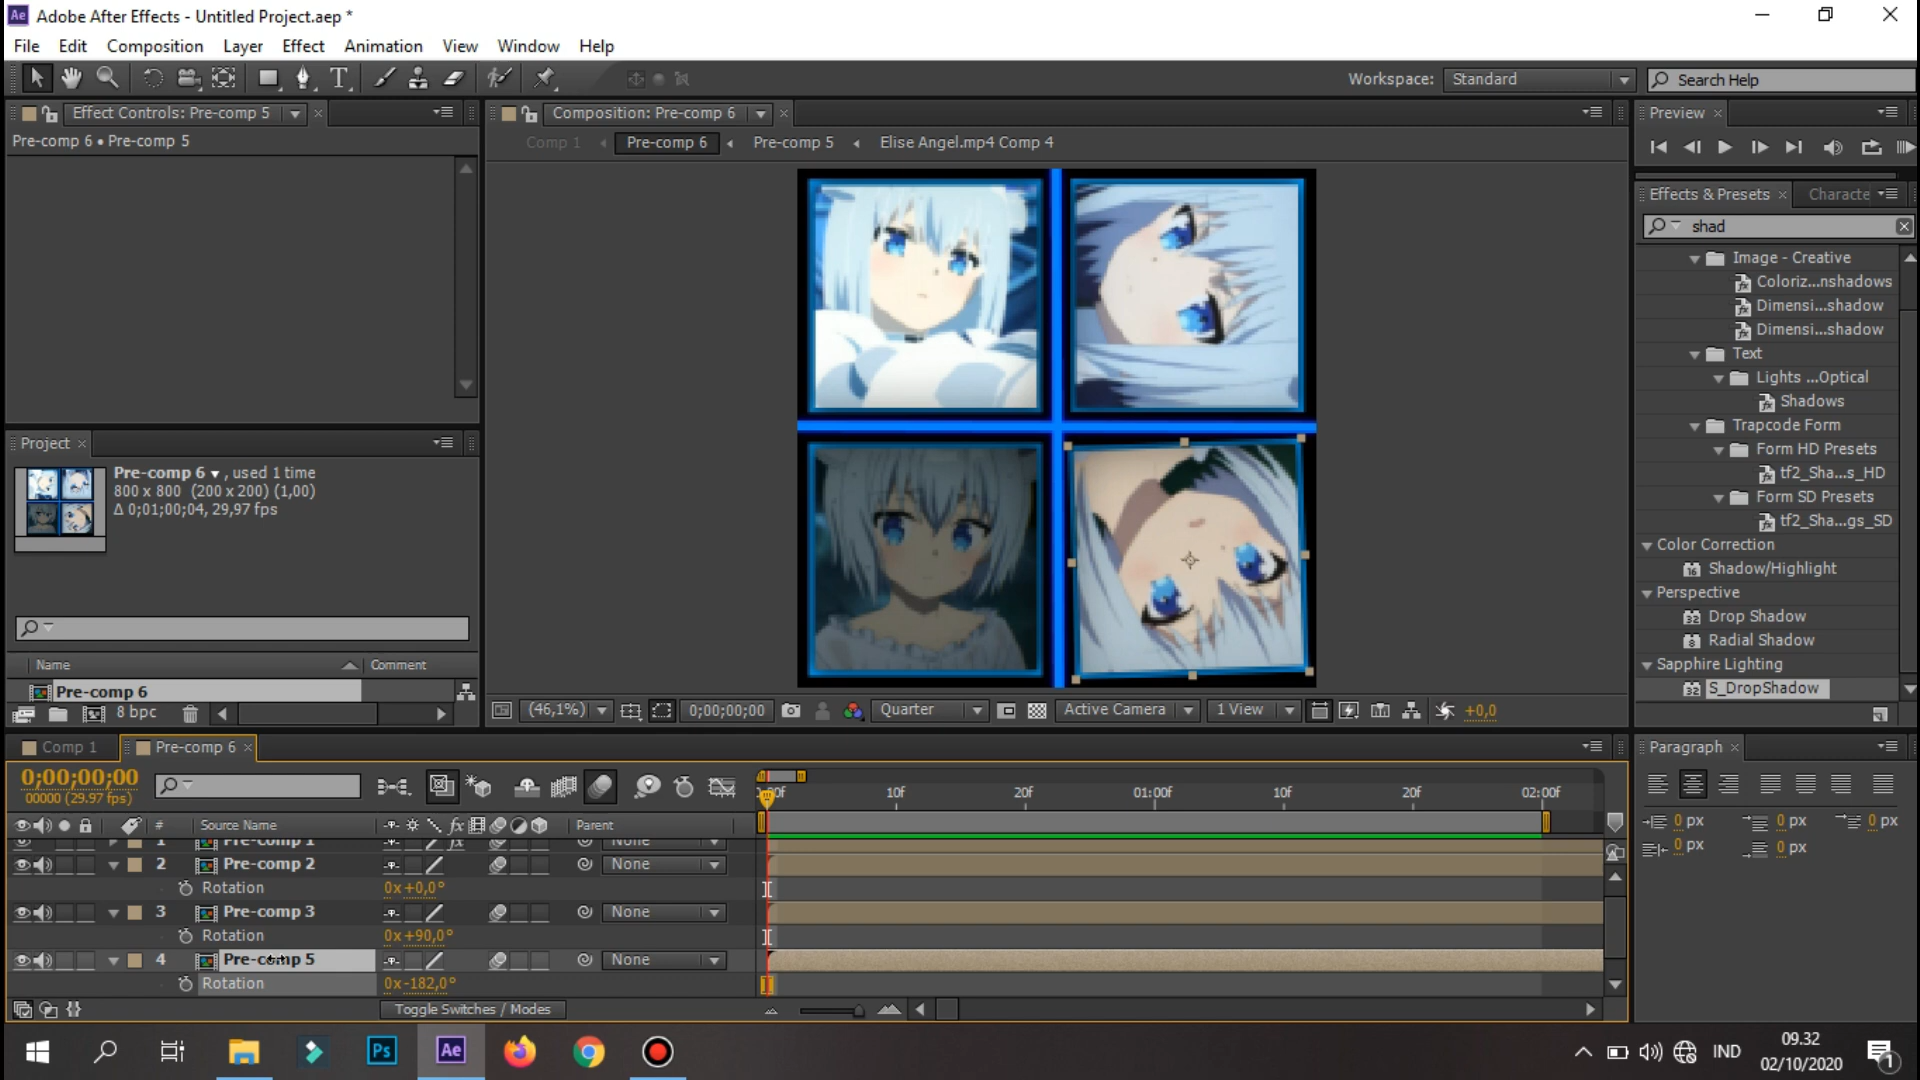 Ae Adobe After Effects - Untitled Project.aep *
File Edit Composition Layer Effect Animation View Window Help
Workspace: Standard Search Help
Effect Controls: Pre-comp 5
Pre-comp 6 • Pre-comp 5
Composition: Pre-comp 6
Comp 1 Pre-comp 6 Pre-comp 5 Elise Angel.mp4 Comp 4
Preview
Effects & Presets Characte
shad
Image - Creative
Coloriz...nshadows
Dimensi...shadow
Dimensi...shadow
Text
Lights ...Optical
Shadows
Trapcode Form
Form HD Presets
tf2_Sha...s_HD
Form SD Presets
tf2_Sha...gs_SD
Color Correction
Shadow/Highlight
Perspective
Drop Shadow
Radial Shadow
Sapphire Lighting
S_DropShadow
Project
Pre-comp 6 , used 1 time
800 x 800 (200 x 200) (1,00)
Δ 0;01;00;04, 29,97 fps
Name Comment
Pre-comp 6
8 bpc
(46,1%) 0;00;00;00 Quarter Active Camera 1 View +0,0
Comp 1 Pre-comp 6
0;00;00;00
00000 (29.97 fps)
10f 20f 01:00f 10f 20f 02:00f
# Source Name Parent
1 Pre-comp 1 None
2 Pre-comp 2 None
Rotation 0x+0,0°
3 Pre-comp 3 None
Rotation 0x+90,0°
4 Pre-comp 5 None
Rotation 0x-182,0°
Toggle Switches / Modes
Paragraph
0 px 0 px 0 px
0 px 0 px
Ps Ae
IND
09.32
02/10/2020
1